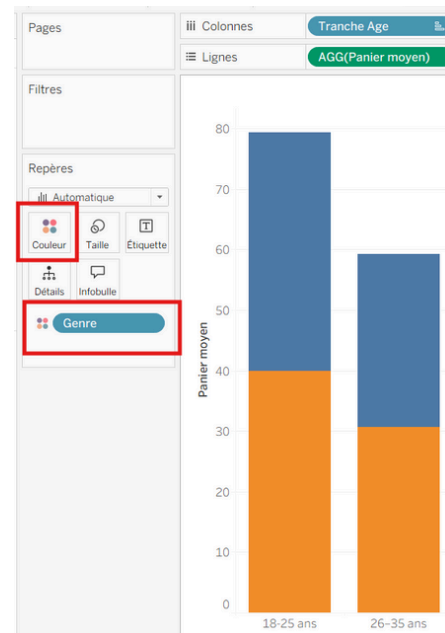 Pages
Filtres
Repères
Automatique
Couleur
Taille
Étiquette
Détails
Infobulle
Genre
Colonnes
Tranche Age
Lignes
AGG(Panier moyen)
Panier moyen
80
70
60
50
40
30
20
10
0
18-25 ans
26-35 ans